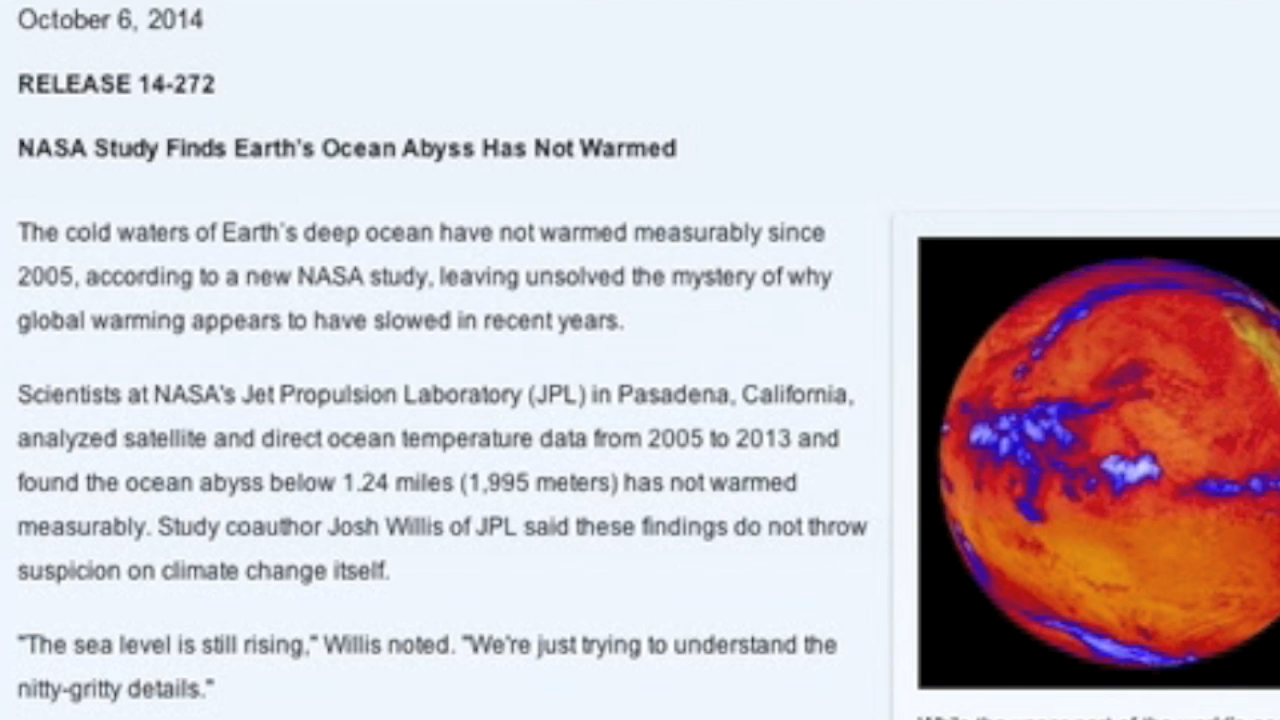 October 6, 2014
RELEASE 14-272
NASA Study Finds Earth's Ocean Abyss Has Not Warmed
The cold waters of Earth's deep ocean have not warmed measurably since
2005, according to a new NASA study, leaving unsolved the mystery of why
global warming appears to have slowed in recent years.
Scientists at NASA's Jet Propulsion Laboratory (JPL) in Pasadena, California,
analyzed satellite and direct ocean temperature data from 2005 to 2013 and
found the ocean abyss below 1.24 miles (1,995 meters) has not warmed
measurably. Study coauthor Josh Willis of JPL said these findings do not throw
suspicion on climate change itself.
"The sea level is still rising," Willis noted. "We're just trying to understand the
nitty-gritty details."